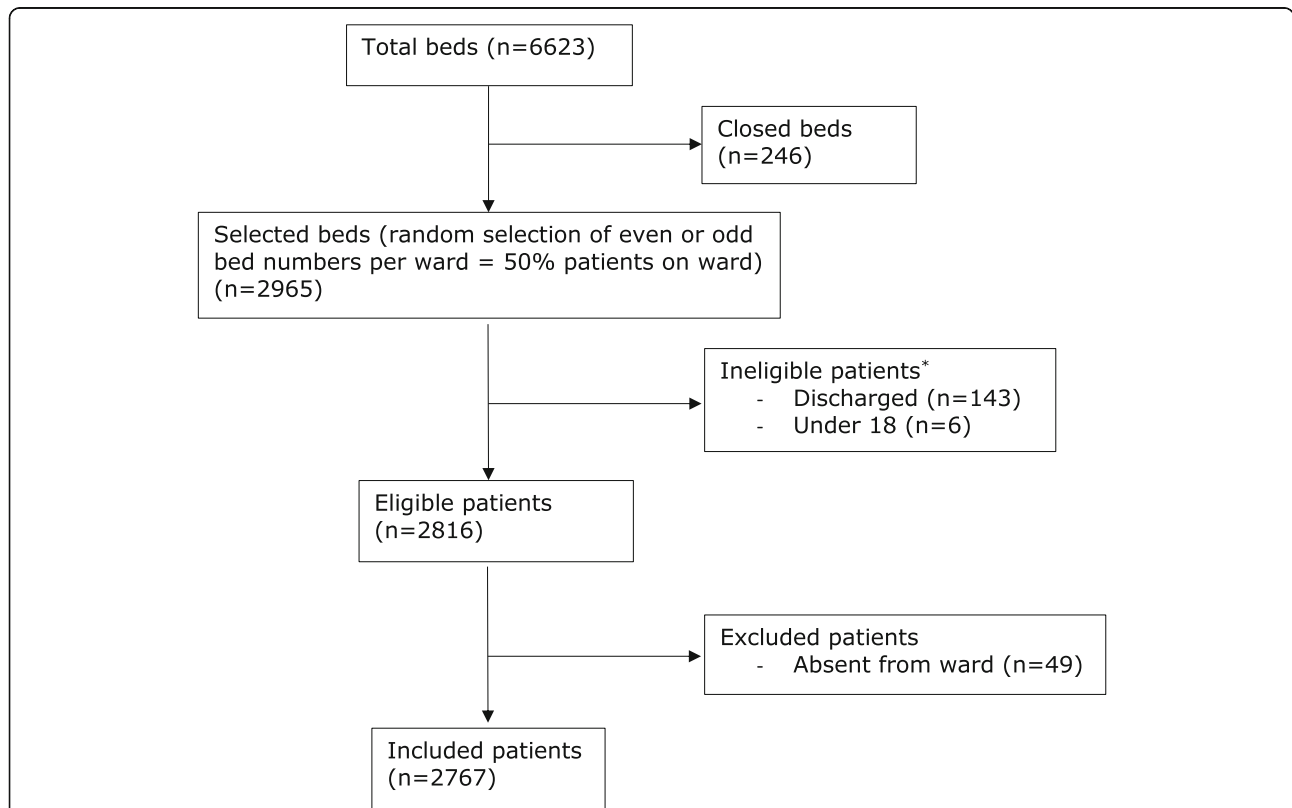 Total beds (n=6623)
Closed beds
(n=246)
Selected beds (random selection of even or odd
bed numbers per ward = 50% patients on ward)
(n=2965)
Ineligible patients*
- Discharged (n=143)
- Under 18 (n=6)
Eligible patients
(n=2816)
Excluded patients
- Absent from ward (n=49)
Included patients
(n=2767)